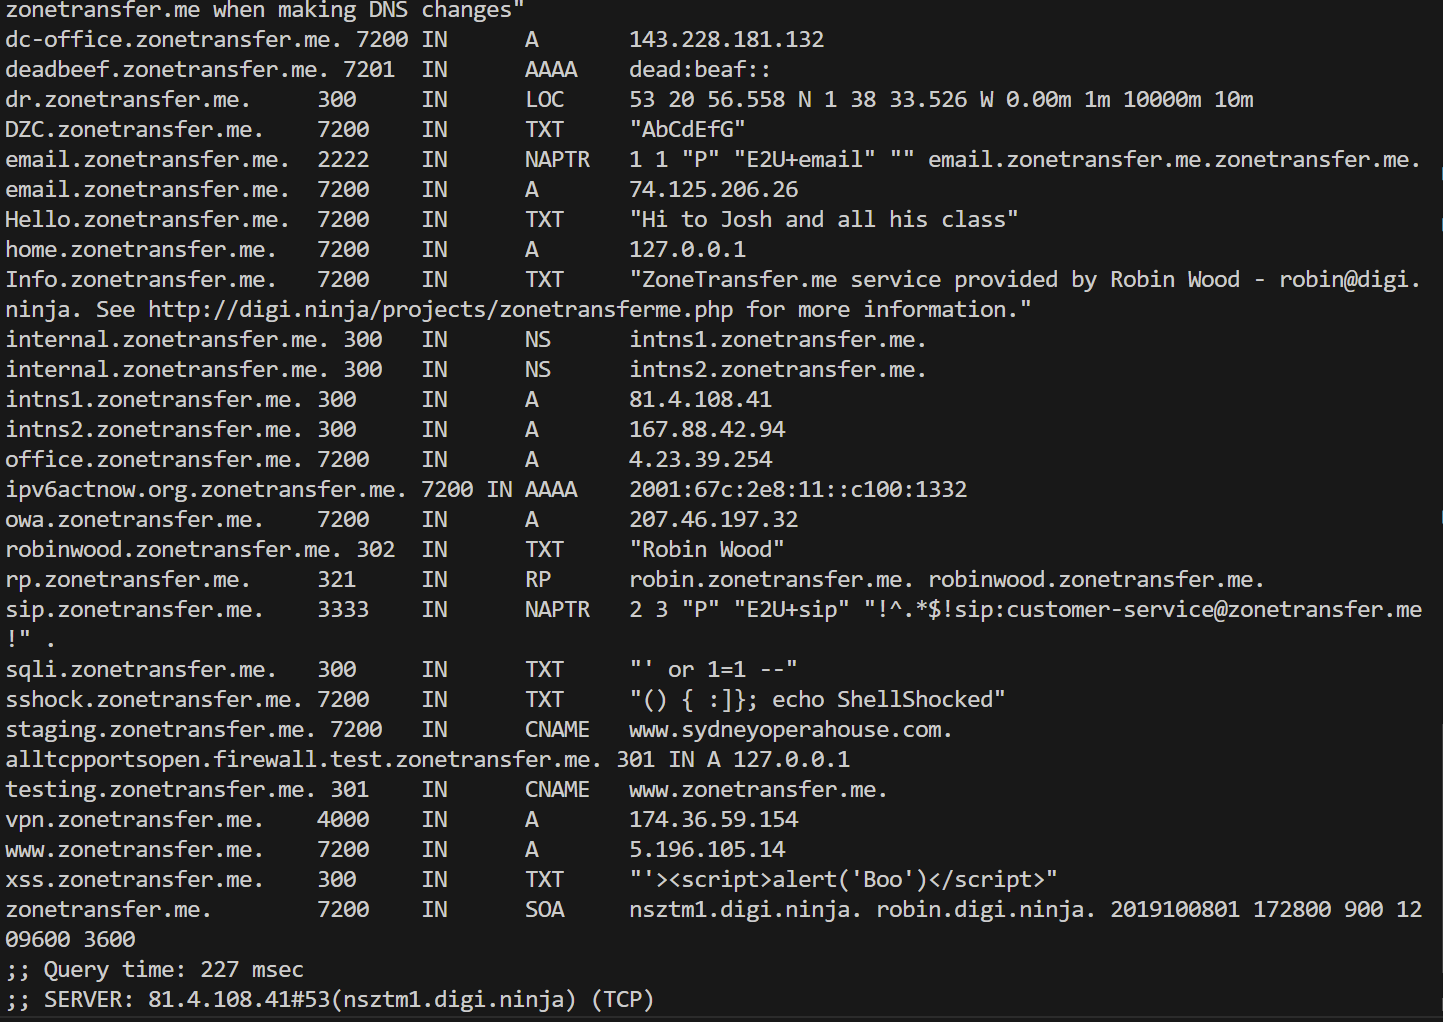 zonetransfer.me when making DNS changes"
dc-office.zonetransfer.me. 7200 IN A 143.228.181.132
deadbeef.zonetransfer.me. 7201 IN AAAA dead:beaf::
dr.zonetransfer.me. 300 IN LOC 53 20 56.558 N 1 38 33.526 W 0.00m 1m 10000m 10m
DZC.zonetransfer.me. 7200 IN TXT "AbCdEfG"
email.zonetransfer.me. 2222 IN NAPTR 1 1 "P" "E2U+email" "" email.zonetransfer.me.zonetransfer.me.
email.zonetransfer.me. 7200 IN A 74.125.206.26
Hello.zonetransfer.me. 7200 IN TXT "Hi to Josh and all his class"
home.zonetransfer.me. 7200 IN A 127.0.0.1
Info.zonetransfer.me. 7200 IN TXT "ZoneTransfer.me service provided by Robin Wood - robin@digi.
ninja. See http://digi.ninja/projects/zonetransferme.php for more information."
internal.zonetransfer.me. 300 IN NS intns1.zonetransfer.me.
internal.zonetransfer.me. 300 IN NS intns2.zonetransfer.me.
intns1.zonetransfer.me. 300 IN A 81.4.108.41
intns2.zonetransfer.me. 300 IN A 167.88.42.94
office.zonetransfer.me. 7200 IN A 4.23.39.254
ipv6actnow.org.zonetransfer.me. 7200 IN AAAA 2001:67c:2e8:11::c100:1332
owa.zonetransfer.me. 7200 IN A 207.46.197.32
robinwood.zonetransfer.me. 302 IN TXT "Robin Wood"
rp.zonetransfer.me. 321 IN RP robin.zonetransfer.me. robinwood.zonetransfer.me.
sip.zonetransfer.me. 3333 IN NAPTR 2 3 "P" "E2U+sip" "!^.*$!sip:customer-service@zonetransfer.me
!" .
sqli.zonetransfer.me. 300 IN TXT "' or 1=1 --"
sshock.zonetransfer.me. 7200 IN TXT "() { :]}; echo ShellShocked"
staging.zonetransfer.me. 7200 IN CNAME www.sydneyoperahouse.com.
alltcpportsopen.firewall.test.zonetransfer.me. 301 IN A 127.0.0.1
testing.zonetransfer.me. 301 IN CNAME www.zonetransfer.me.
vpn.zonetransfer.me. 4000 IN A 174.36.59.154
www.zonetransfer.me. 7200 IN A 5.196.105.14
xss.zonetransfer.me. 300 IN TXT "'><script>alert('Boo')</script>"
zonetransfer.me. 7200 IN SOA nsztm1.digi.ninja. robin.digi.ninja. 2019100801 172800 900 12
09600 3600
;; Query time: 227 msec
;; SERVER: 81.4.108.41#53(nsztm1.digi.ninja) (TCP)